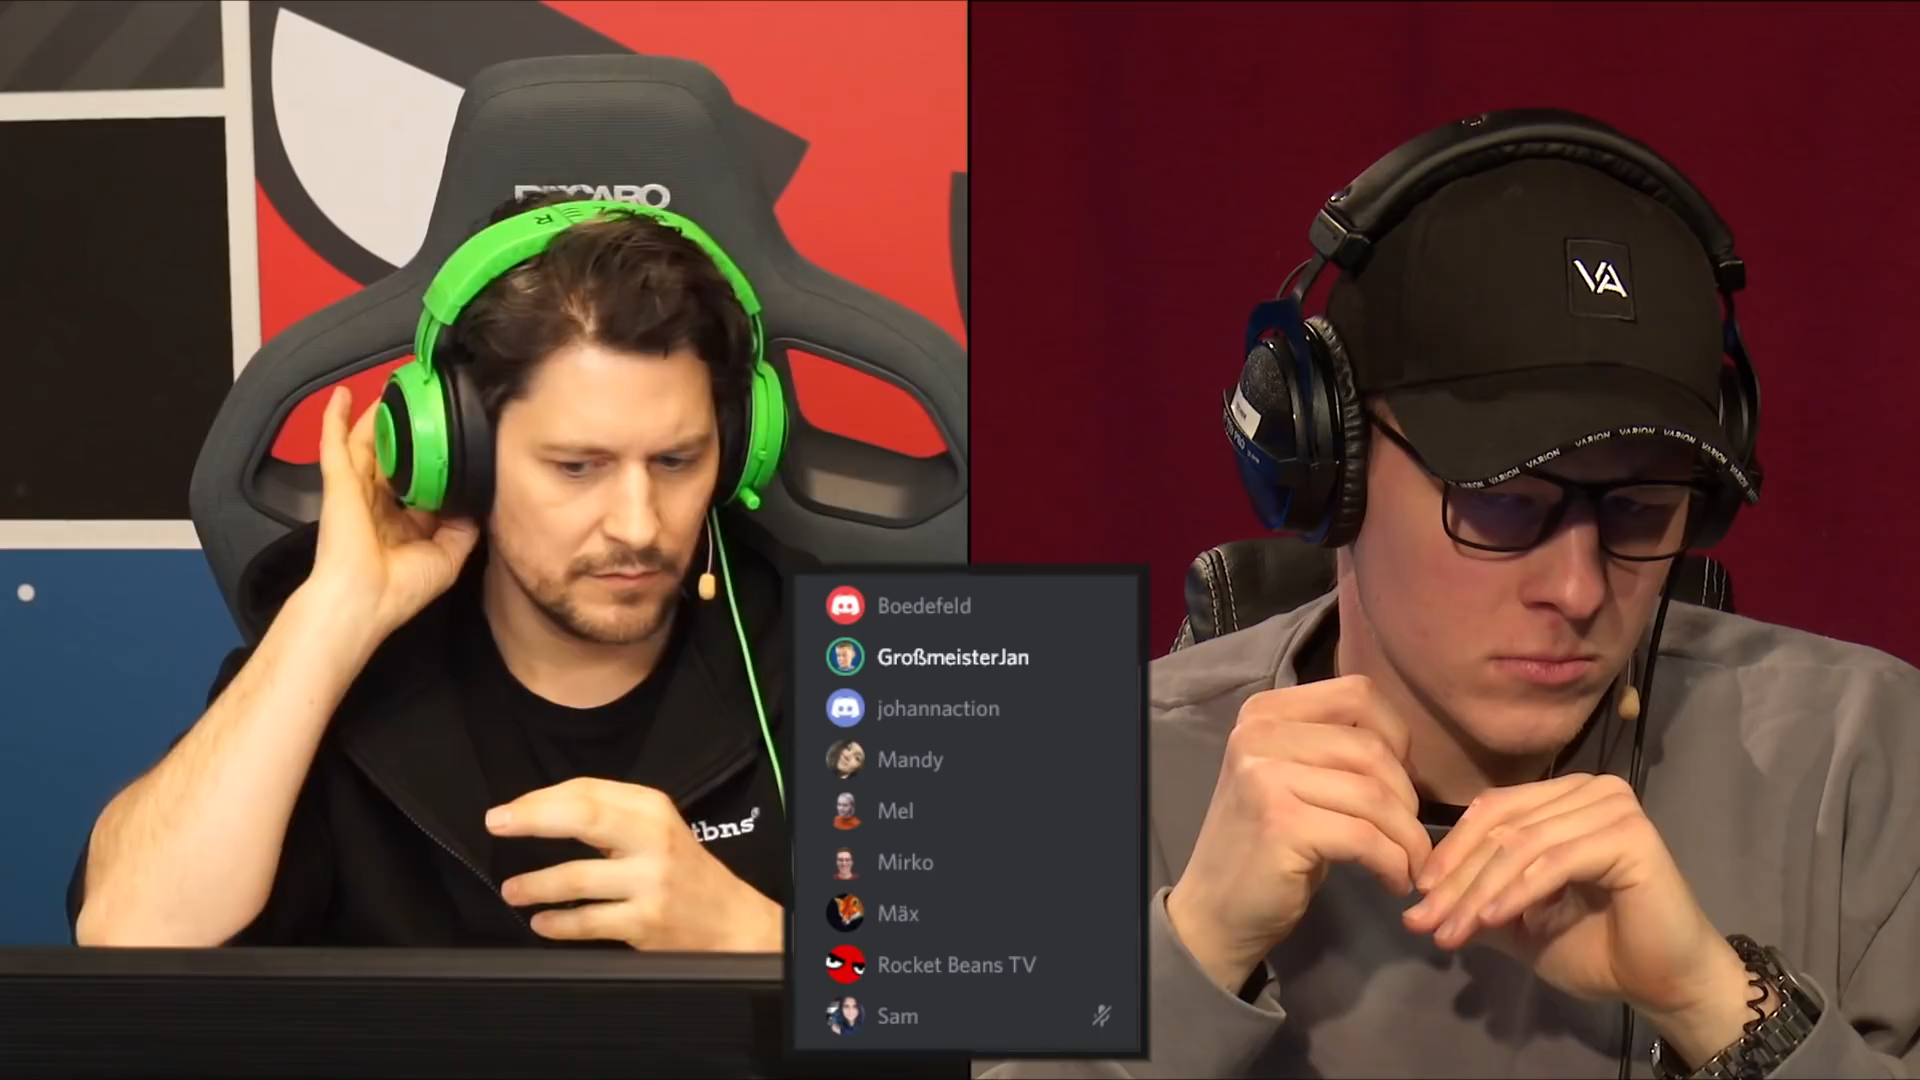 RECARO
VA
VARION VARION VARION VARION VARION VARION
tbns
Boedefeld
GroßmeisterJan
johannaction
Mandy
Mel
Mirko
Mäx
Rocket Beans TV
Sam